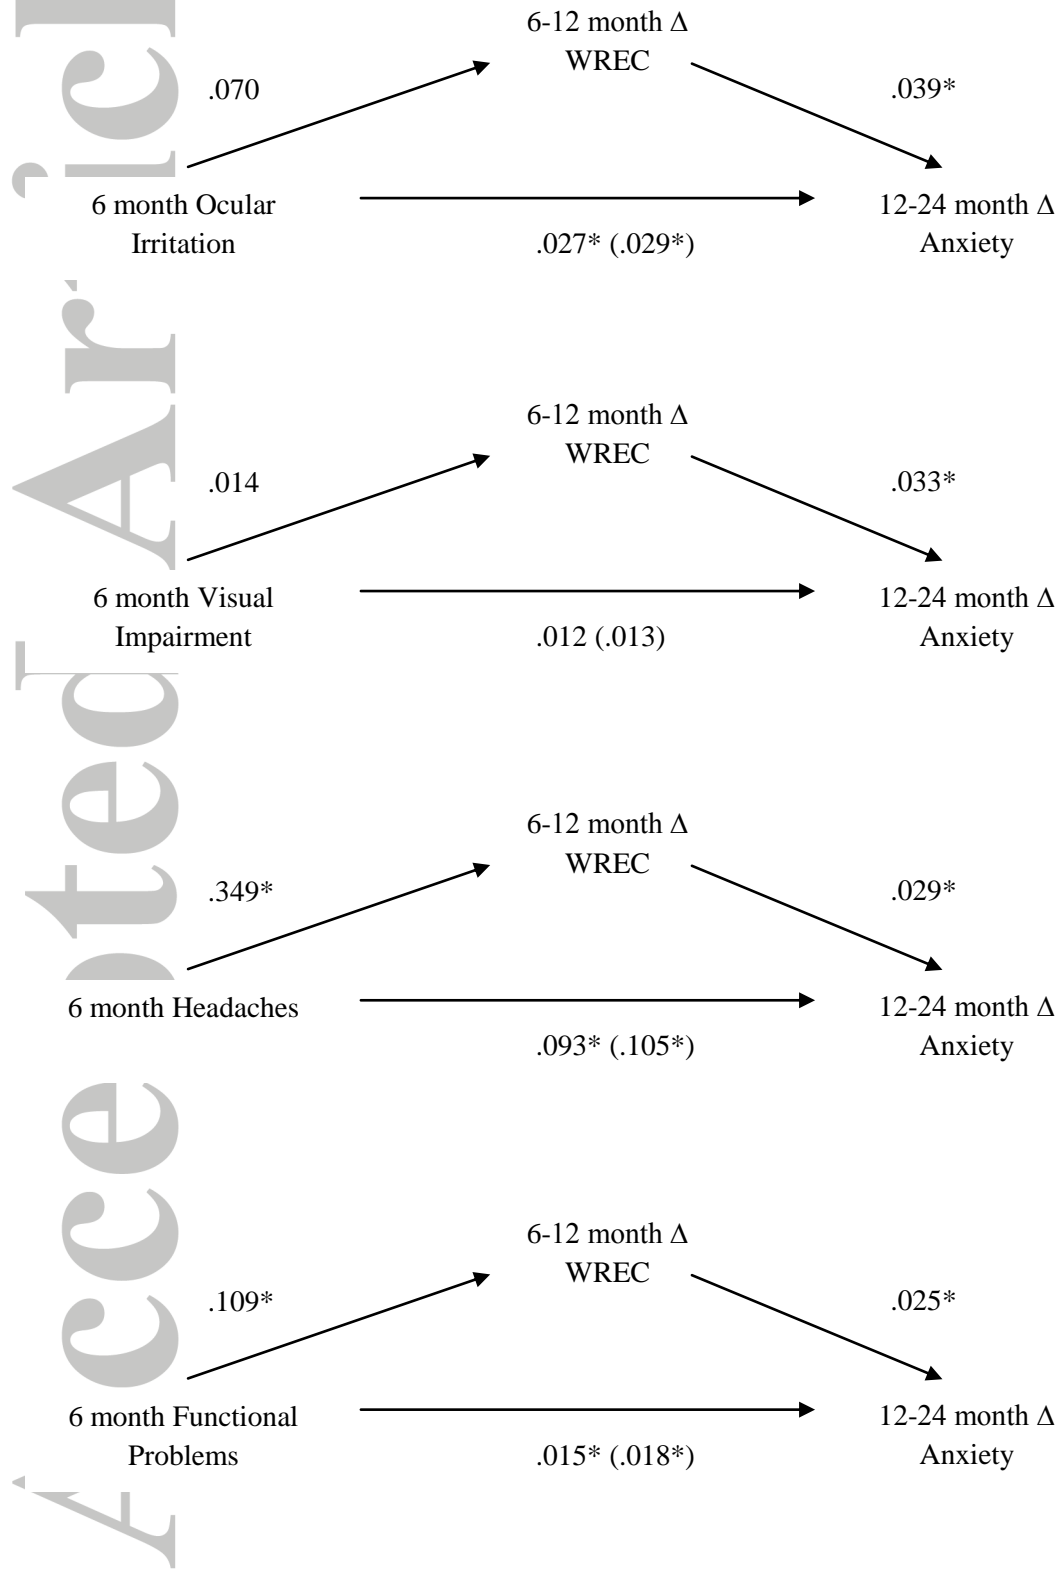 6-12 month Δ
WREC
.070
.039*
6 month Ocular
Irritation
12-24 month Δ
Anxiety
.027* (.029*)
6-12 month Δ
WREC
.014
.033*
6 month Visual
Impairment
12-24 month Δ
Anxiety
.012 (.013)
6-12 month Δ
WREC
.349*
.029*
6 month Headaches
12-24 month Δ
Anxiety
.093* (.105*)
6-12 month Δ
WREC
.109*
.025*
6 month Functional
Problems
12-24 month Δ
Anxiety
.015* (.018*)